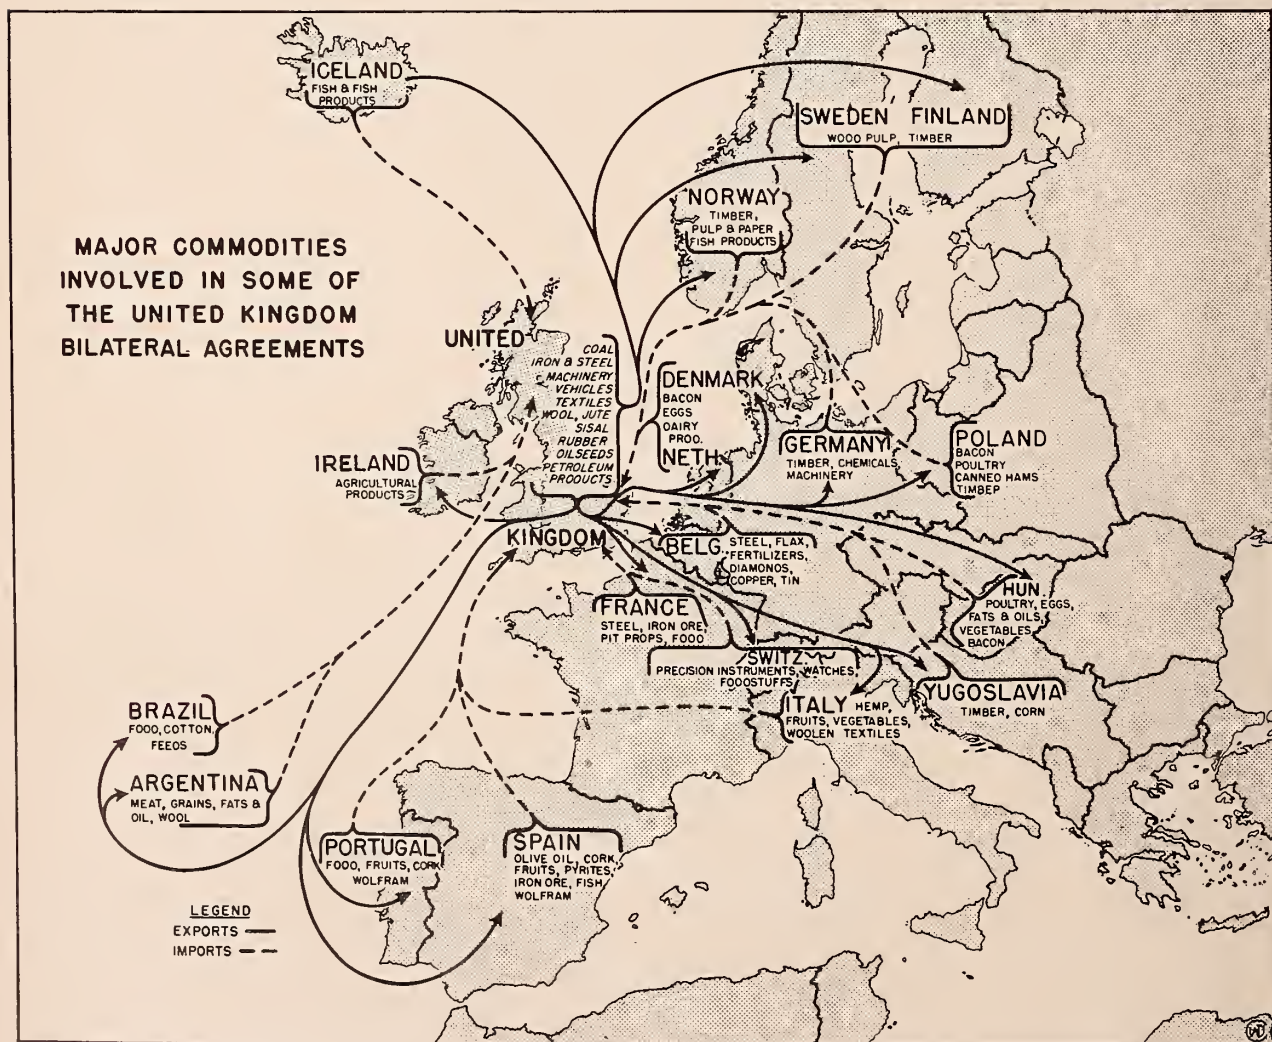 ICELAND
FISH & FISH
PRODUCTS
SWEDEN FINLAND
WOOD PULP, TIMBER
NORWAY
TIMBER,
PULP & PAPER
FISH PRODUCTS
MAJOR COMMODITIES
INVOLVED IN SOME OF
THE UNITED KINGDOM
BILATERAL AGREEMENTS
UNITED
COAL
IRON & STEEL
MACHINERY
VEHICLES
TEXTILES
WOOL, JUTE
SISAL
RUBBER
OILSEEDS
PETROLEUM
PRODUCTS
KINGDOM
DENMARK
BACON
EGGS
DAIRY
PROD.
NETH.
GERMANY
TIMBER, CHEMICALS
MACHINERY
POLAND
BACON
POULTRY
CANNED HAMS
TIMBER
IRELAND
AGRICULTURAL
PRODUCTS
BELG.
STEEL, FLAX,
FERTILIZERS,
DIAMONDS,
COPPER, TIN
HUN.
POULTRY, EGGS,
FATS & OILS,
VEGETABLES
BACON
FRANCE
STEEL, IRON ORE,
PIT PROPS, FOOD
SWITZ.
PRECISION INSTRUMENTS, WATCHES,
FOODSTUFFS
ITALY HEMP,
FRUITS, VEGETABLES,
WOOLEN TEXTILES
YUGOSLAVIA
TIMBER, CORN
BRAZIL
FOOD, COTTON,
FEEDS
ARGENTINA
MEAT, GRAINS, FATS &
OIL, WOOL
PORTUGAL
FOOD, FRUITS, CORK
WOLFRAM
SPAIN
OLIVE OIL, CORK,
FRUITS, PYRITES,
IRON ORE, FISH
WOLFRAM
LEGEND
EXPORTS
IMPORTS